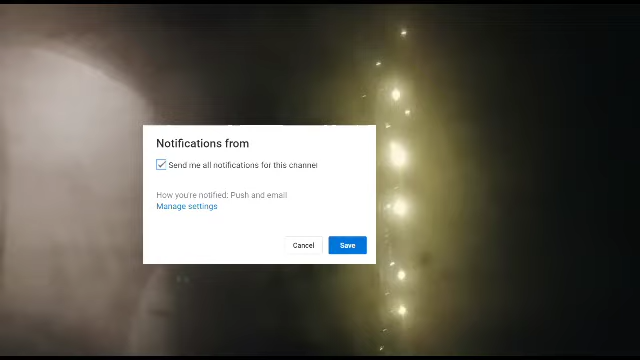 Notifications from
Send me all notifications for this channel
How you're notified: Push and email
Manage settings
Cancel
Save